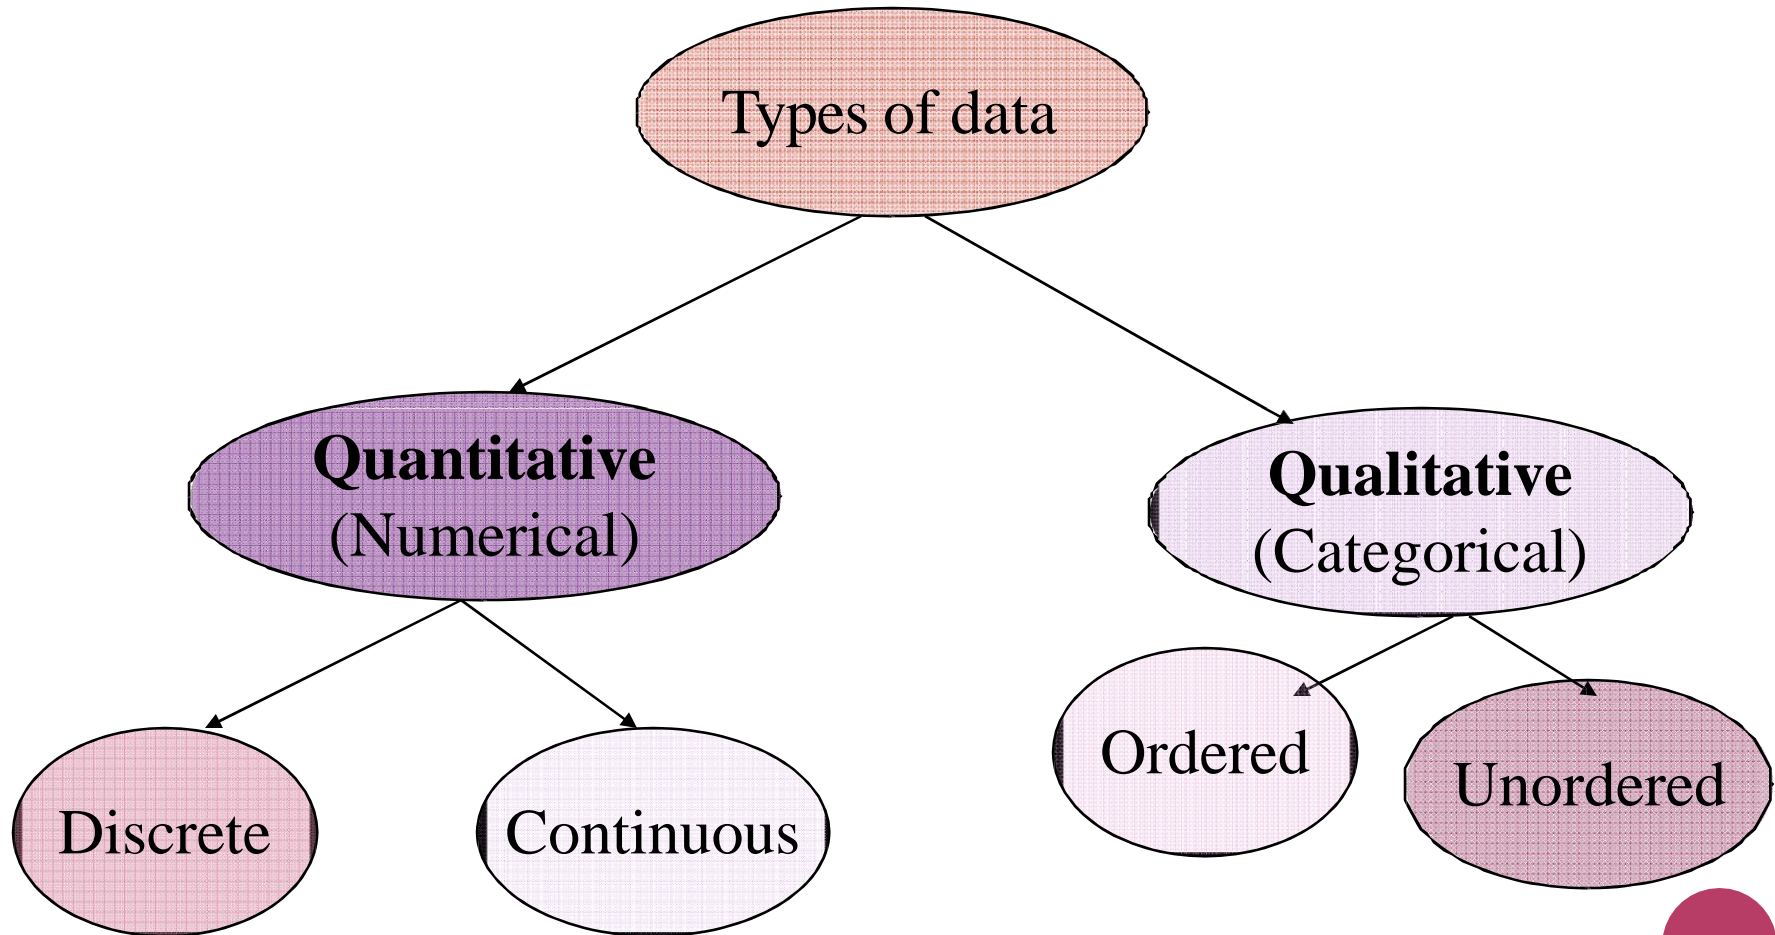 Types of data
Quantitative
(Numerical)
Qualitative
(Categorical)
Discrete
Continuous
Ordered
Unordered